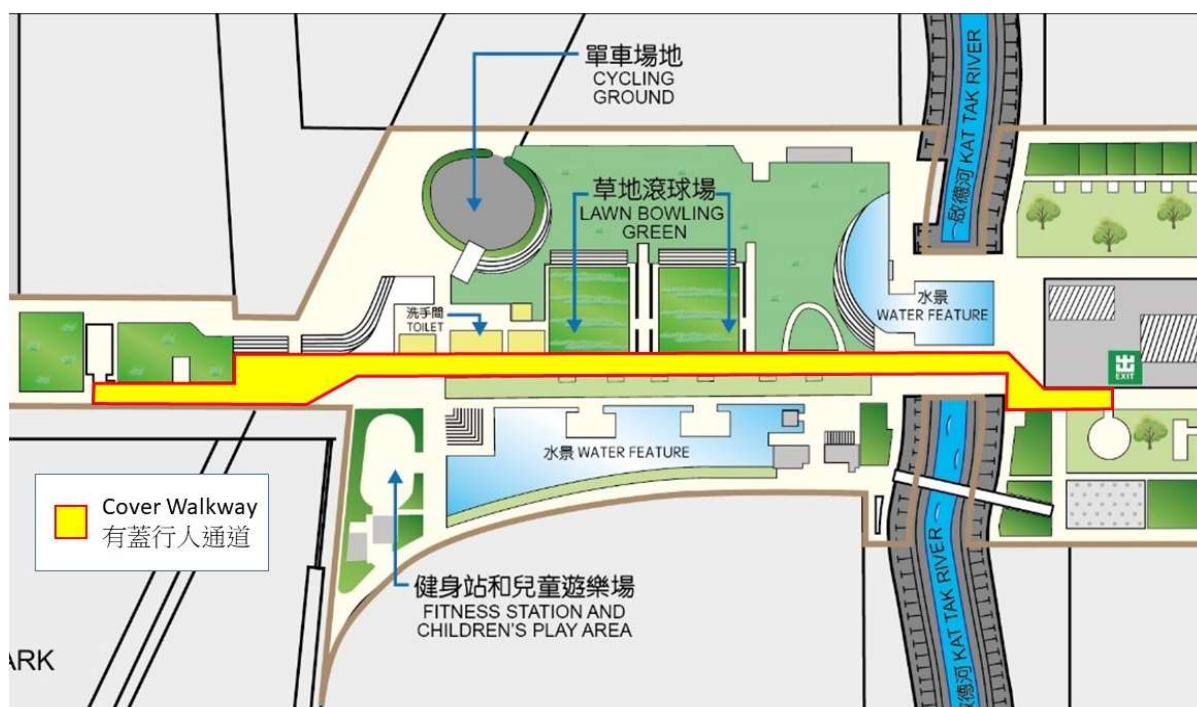 單車場地
CYCLING
GROUND
啟德河 KAT TAK RIVER
草地滾球場
LAWN BOWLING
GREEN
洗手間
TOILET
水景
WATER FEATURE
EXIT
水景 WATER FEATURE
Cover Walkway
有蓋行人通道
健身站和兒童遊樂場
FITNESS STATION AND
CHILDREN'S PLAY AREA
啟德河 KAT TAK RIVER
ARK